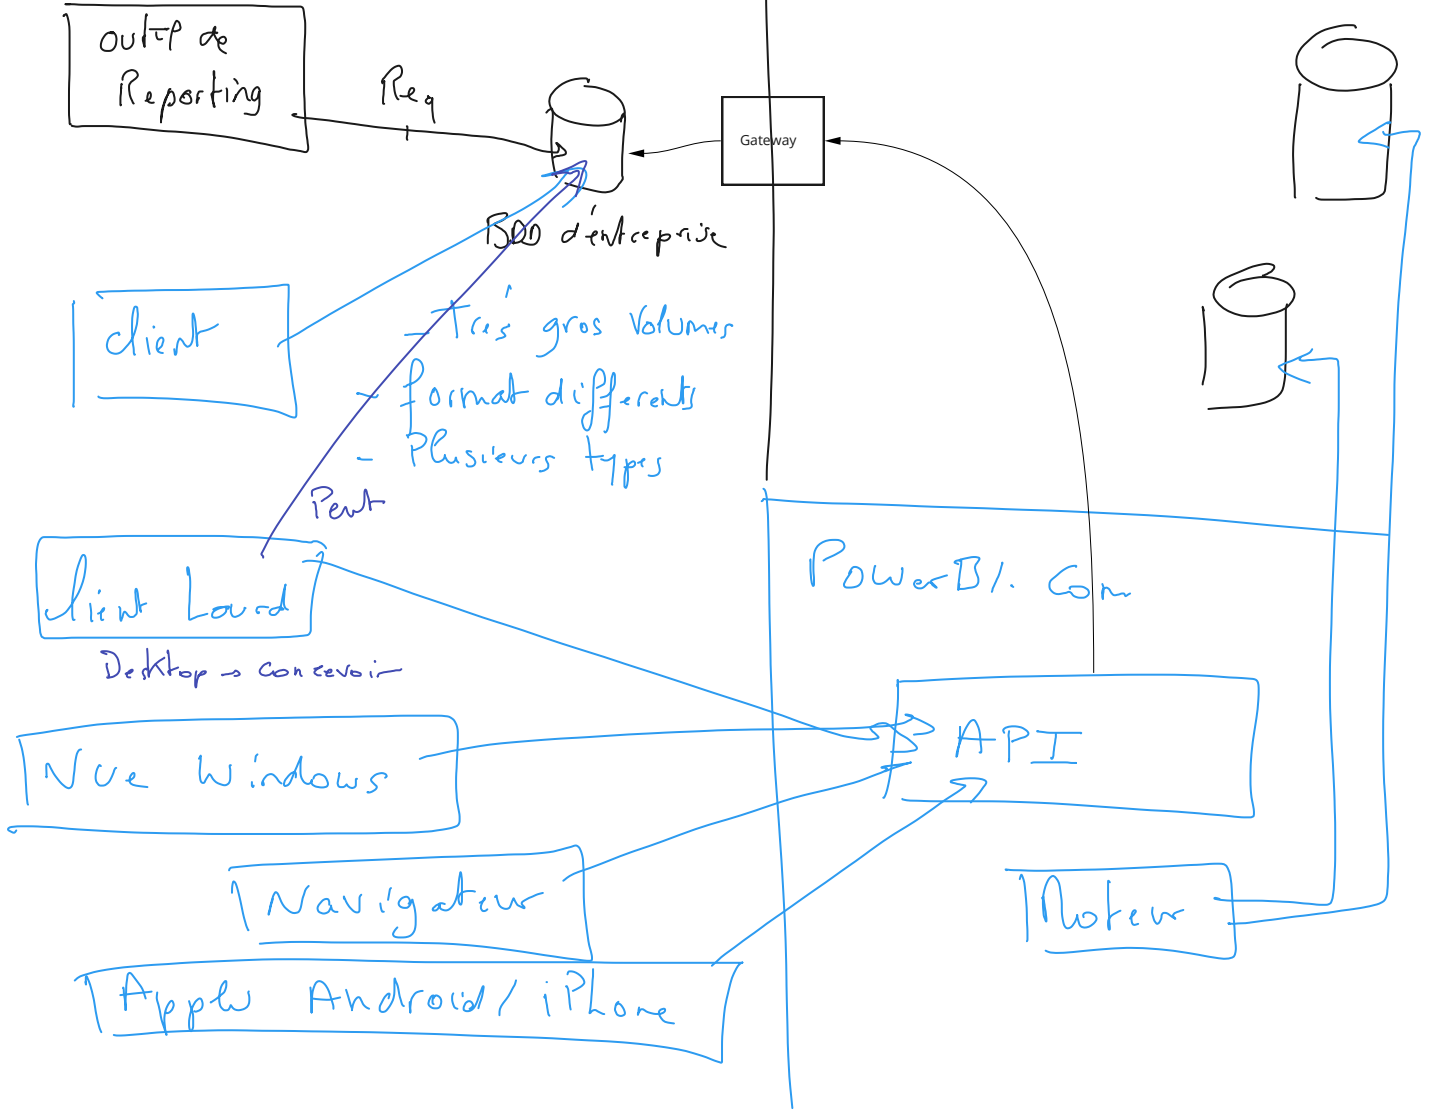 outil de
Reporting
Req
Gateway
BDD d'entreprise
client
- Très gros Volumes
- format differents
- Plusieurs types
Peut
Client Lourd
Desktop → concevoir
PowerBI. Com
API
Nve Windows
Navigateur
Moteur
Apple Android / iPhone